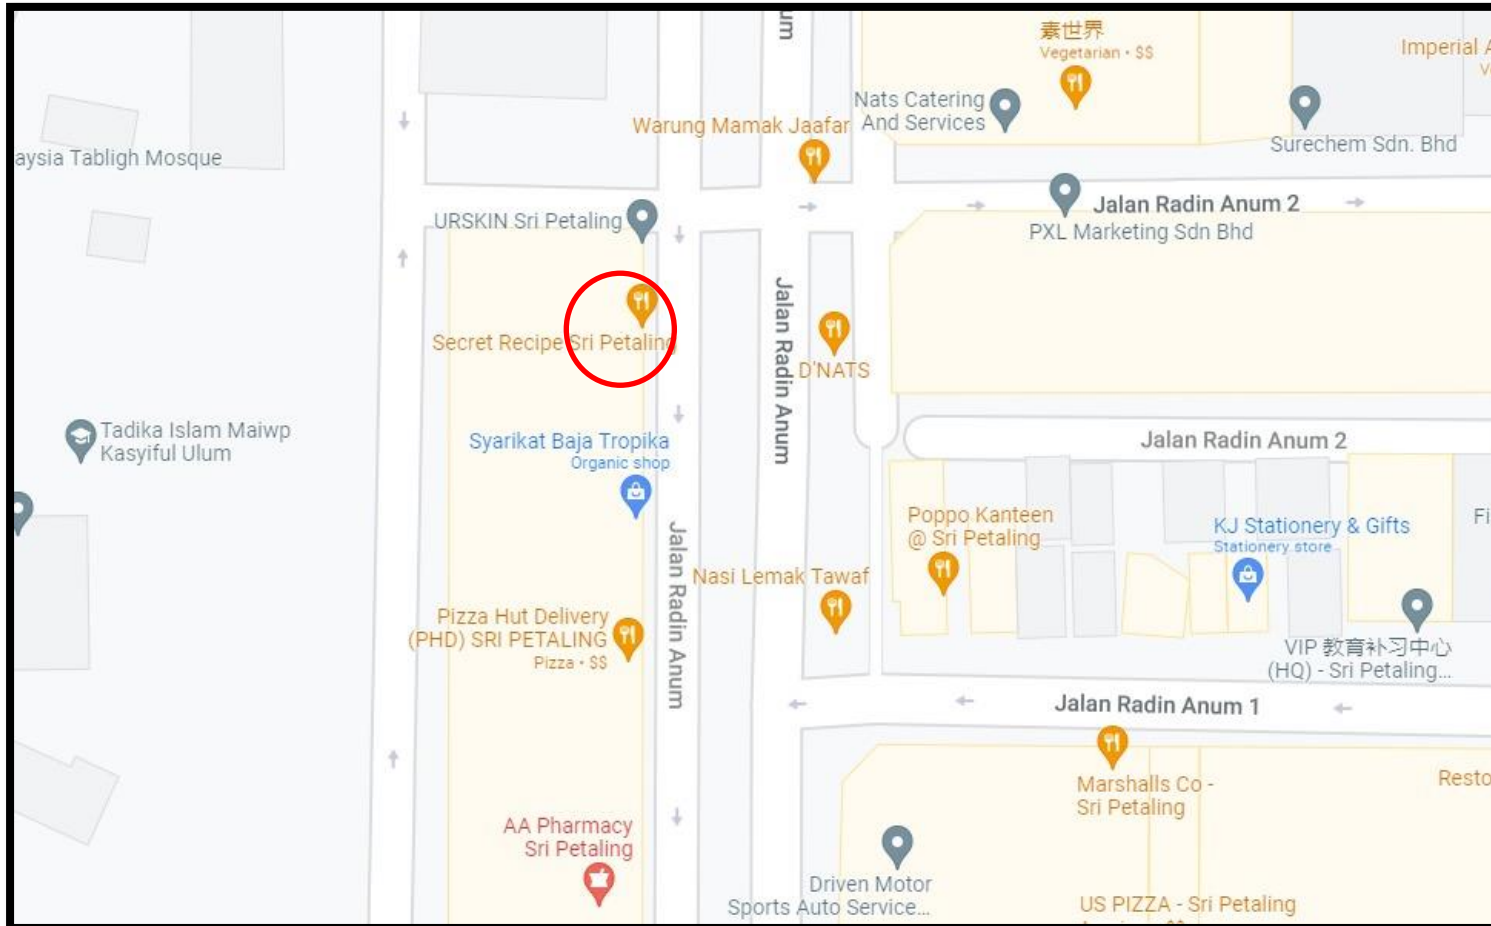 um
素世界
Vegetarian · $$
Imperial A
Nats Catering
And Services
Warung Mamak Jaafar
Surechem Sdn. Bhd
aysia Tabligh Mosque
Jalan Radin Anum 2
PXL Marketing Sdn Bhd
URSKIN Sri Petaling
Secret Recipe Sri Petaling
Jalan Radin Anum
D'NATS
Tadika Islam Maiwp
Kasyiful Ulum
Syarikat Baja Tropika
Organic shop
Jalan Radin Anum 2
Poppo Kanteen
@ Sri Petaling
KJ Stationery & Gifts
Stationery store
Fi
Jalan Radin Anum
Nasi Lemak Tawaf
Pizza Hut Delivery
(PHD) SRI PETALING
Pizza · $$
VIP 教育补习中心
(HQ) - Sri Petaling...
Jalan Radin Anum 1
Marshalls Co -
Sri Petaling
Resto
AA Pharmacy
Sri Petaling
Driven Motor
Sports Auto Service...
US PIZZA - Sri Petaling